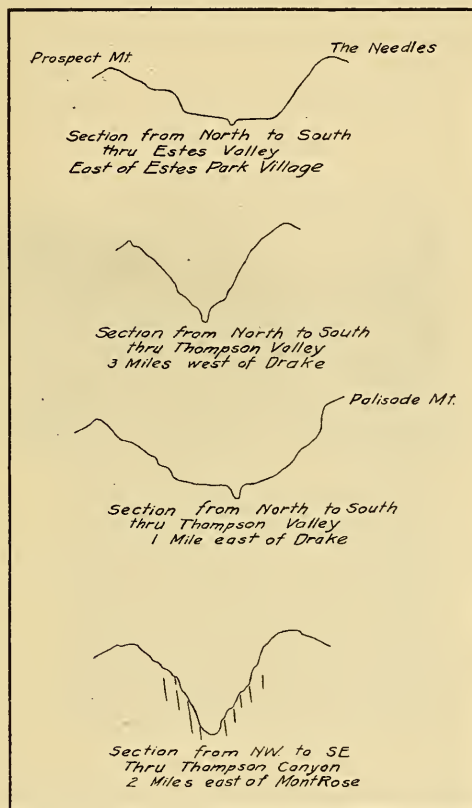 Prospect Mt.
The Needles
Section from North to South
thru Estes Valley
East of Estes Park Village
Section from North to South
thru Thompson Valley
3 Miles west of Drake
Palisade Mt.
Section from North to South
thru Thompson Valley
1 Mile east of Drake
Section from NW. to SE
Thru Thompson Canyon
2 Miles east of MontRose